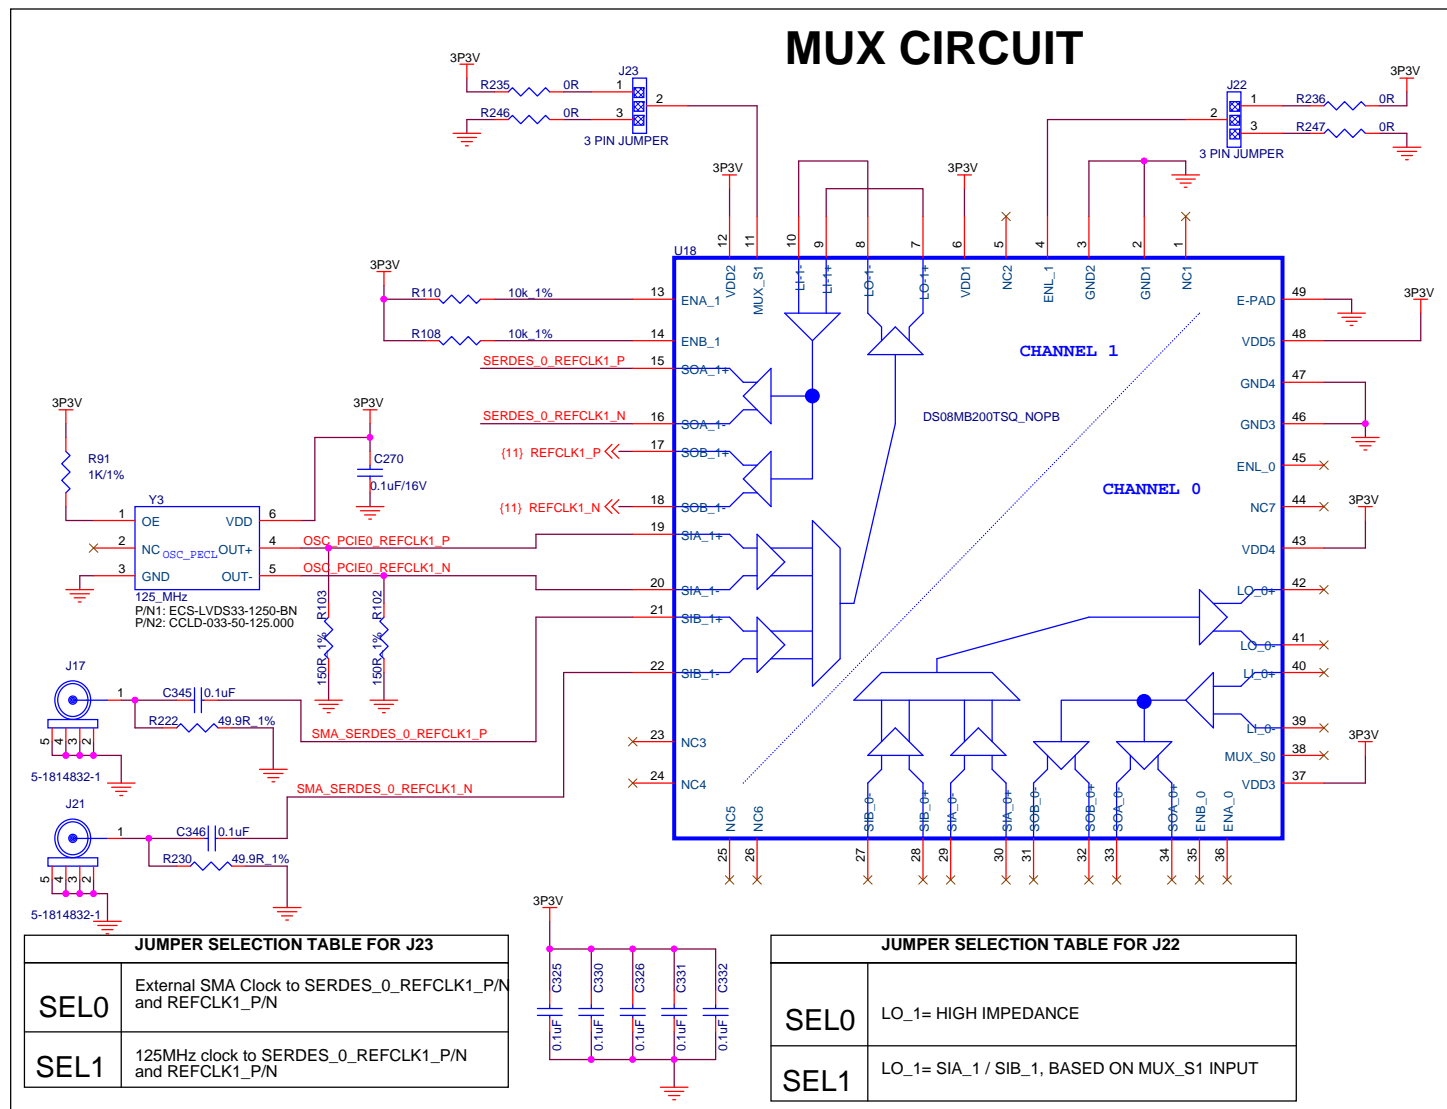 MUX CIRCUIT
3P3V
J23
R235 0R 1
2
R246 0R 3
3 PIN JUMPER
3P3V
J22
1 R236 0R
2
3 R247 0R
3 PIN JUMPER
3P3V
3P3V
12 11 10 9 8 7 6 5 4 3 2 1
U18
VDD2 MUX_S1 LI-1- LI-1+ LO-1- LO-1+ VDD1 NC2 ENL_1 GND2 GND1 NC1
3P3V
R110 10k_1% 13 ENA_1
R108 10k_1% 14 ENB_1
SERDES_0_REFCLK1_P 15 SOA_1+
SERDES_0_REFCLK1_N 16 SOA_1-
{11} REFCLK1_P 17 SOB_1+
{11} REFCLK1_N 18 SOB_1-
OSC_PCIE0_REFCLK1_P 19 SIA_1+
OSC_PCIE0_REFCLK1_N 20 SIA_1-
21 SIB_1+
22 SIB_1-
23 NC3
24 NC4
CHANNEL 1
DS08MB200TSQ_NOPB
CHANNEL 0
E-PAD 49
3P3V
VDD5 48
GND4 47
GND3 46
ENL_0 45
NC7 44
3P3V
VDD4 43
LO_0+ 42
LO_0- 41
LI_0+ 40
LI_0- 39
MUX_S0 38
3P3V
VDD3 37
NC5 NC6 SIB_0- SIB_0+ SIA_0- SIA_0+ SOB_0- SOB_0+ SOA_0- SOA_0+ ENB_0 ENA_0
25 26 27 28 29 30 31 32 33 34 35 36
3P3V
3P3V
R91
1K/1%
C270
0.1uF/16V
Y3
1 OE VDD 6
2 NC OSC_PECL OUT+ 4
3 GND OUT- 5
125_MHz
P/N1: ECS-LVDS33-1250-BN
P/N2: CCLD-033-50-125.000
R103
150R_1%
R102
150R_1%
J17
1
C345 0.1uF
R222 49.9R_1%
SMA_SERDES_0_REFCLK1_P
5 4 3 2
5-1814832-1
J21
SMA_SERDES_0_REFCLK1_N
1
C346 0.1uF
R230 49.9R_1%
5 4 3 2
5-1814832-1
3P3V
C325 C330 C326 C331 C332
0.1uF 0.1uF 0.1uF 0.1uF 0.1uF
JUMPER SELECTION TABLE FOR J23
SEL0
External SMA Clock to SERDES_0_REFCLK1_P/N
and REFCLK1_P/N
SEL1
125MHz clock to SERDES_0_REFCLK1_P/N
and REFCLK1_P/N
JUMPER SELECTION TABLE FOR J22
SEL0
LO_1= HIGH IMPEDANCE
SEL1
LO_1= SIA_1 / SIB_1, BASED ON MUX_S1 INPUT